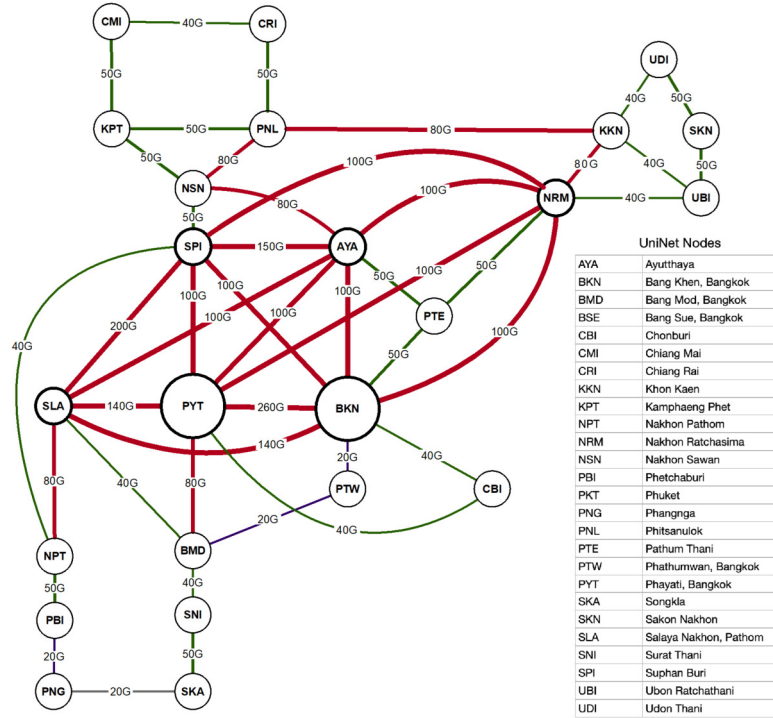 CMI 40G CRI
50G 50G
UDI
40G 50G
KPT 50G PNL 80G KKN SKN
50G 80G 100G 80G 40G 50G
NSN 100G NRM 40G UBI
50G 80G
SPI 150G AYA
100G 100G 50G 100G 50G
100G 100G PTE
200G 100G 100G
40G 50G
SLA 140G PYT 260G BKN
140G
20G 40G
80G 40G 80G PTW CBI
20G 40G
NPT BMD
50G 40G
PBI SNI
20G 50G
PNG 20G SKA
UniNet Nodes
AYA Ayutthaya
BKN Bang Khen, Bangkok
BMD Bang Mod, Bangkok
BSE Bang Sue, Bangkok
CBI Chonburi
CMI Chiang Mai
CRI Chiang Rai
KKN Khon Kaen
KPT Kamphaeng Phet
NPT Nakhon Pathom
NRM Nakhon Ratchasima
NSN Nakhon Sawan
PBI Phetchaburi
PKT Phuket
PNG Phangnga
PNL Phitsanulok
PTE Pathum Thani
PTW Phathumwan, Bangkok
PYT Phayati, Bangkok
SKA Songkla
SKN Sakon Nakhon
SLA Salaya Nakhon, Pathom
SNI Surat Thani
SPI Suphan Buri
UBI Ubon Ratchathani
UDI Udon Thani